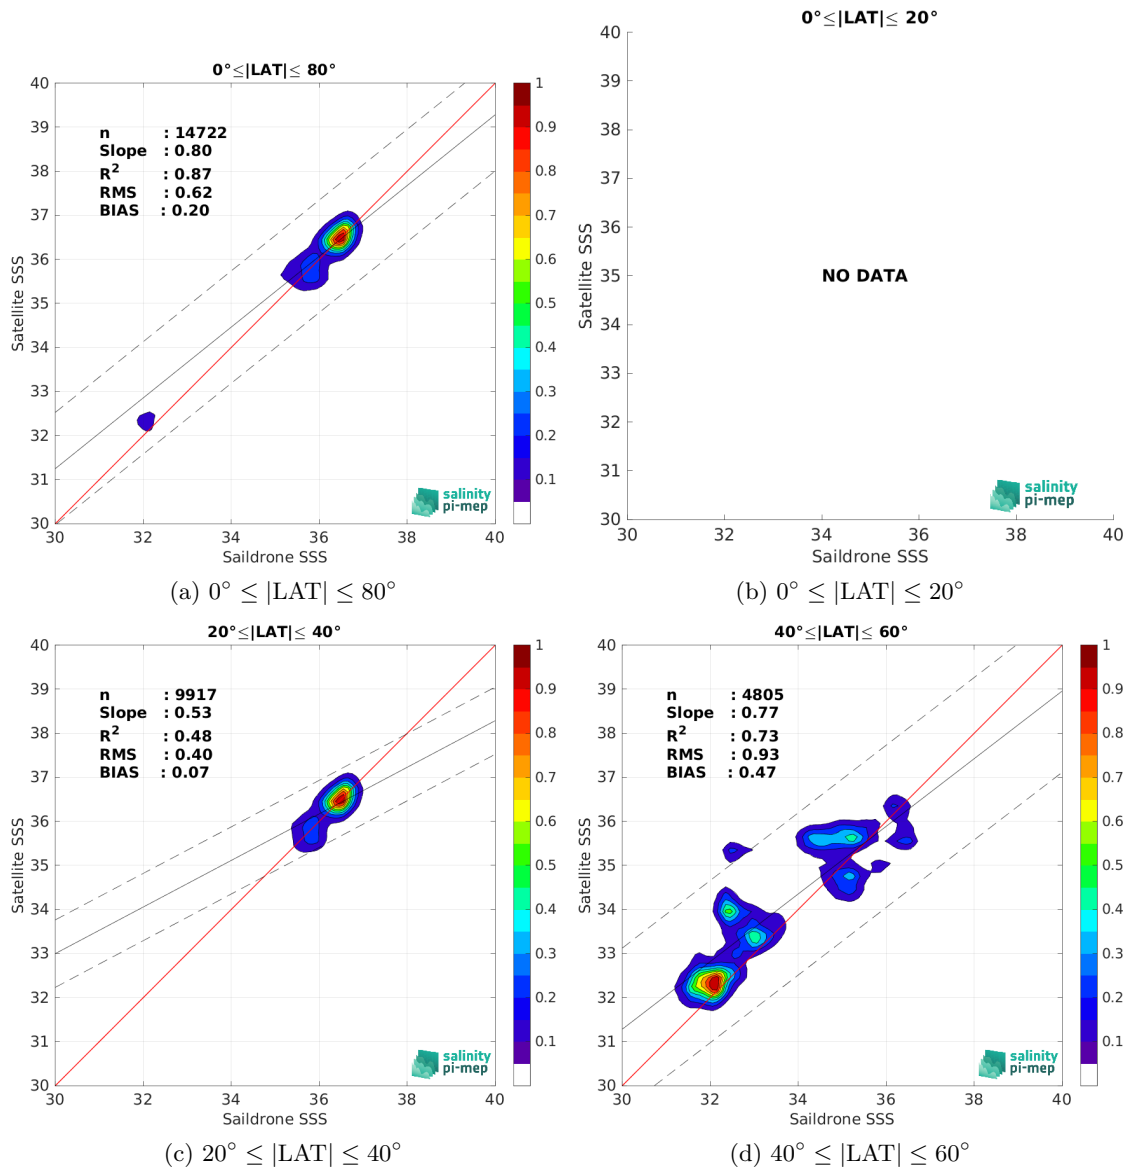 0°≤|LAT|≤ 80°
40
39
38
37
36
35
34
33
32
31
30
n : 14722
Slope : 0.80
R² : 0.87
RMS : 0.62
BIAS : 0.20
Satellite SSS
30 32 34 36 38 40
Saildrone SSS
salinity
pi-mep
1
0.9
0.8
0.7
0.6
0.5
0.4
0.3
0.2
0.1
(a) 0° ≤ |LAT| ≤ 80°
0°≤|LAT|≤ 20°
40
39
38
37
36
35
34
33
32
31
30
NO DATA
Satellite SSS
30 32 34 36 38 40
Saildrone SSS
salinity
pi-mep
(b) 0° ≤ |LAT| ≤ 20°
20°≤|LAT|≤ 40°
40
39
38
37
36
35
34
33
32
31
30
n : 9917
Slope : 0.53
R² : 0.48
RMS : 0.40
BIAS : 0.07
Satellite SSS
30 32 34 36 38 40
Saildrone SSS
salinity
pi-mep
1
0.9
0.8
0.7
0.6
0.5
0.4
0.3
0.2
0.1
(c) 20° ≤ |LAT| ≤ 40°
40°≤|LAT|≤ 60°
40
39
38
37
36
35
34
33
32
31
30
n : 4805
Slope : 0.77
R² : 0.73
RMS : 0.93
BIAS : 0.47
Satellite SSS
30 32 34 36 38 40
Saildrone SSS
salinity
pi-mep
1
0.9
0.8
0.7
0.6
0.5
0.4
0.3
0.2
0.1
(d) 40° ≤ |LAT| ≤ 60°